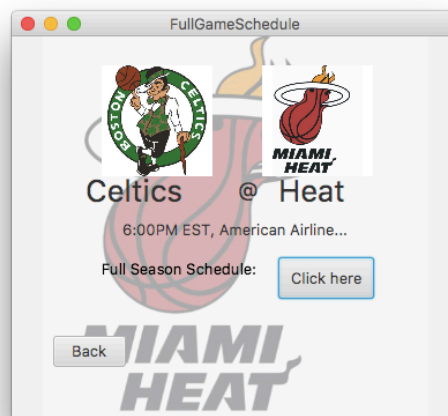 FullGameSchedule
BOSTON CELTICS
MIAMI
HEAT
Celtics @ Heat
6:00PM EST, American Airline...
Full Season Schedule: Click here
Back
MIAMI
HEAT